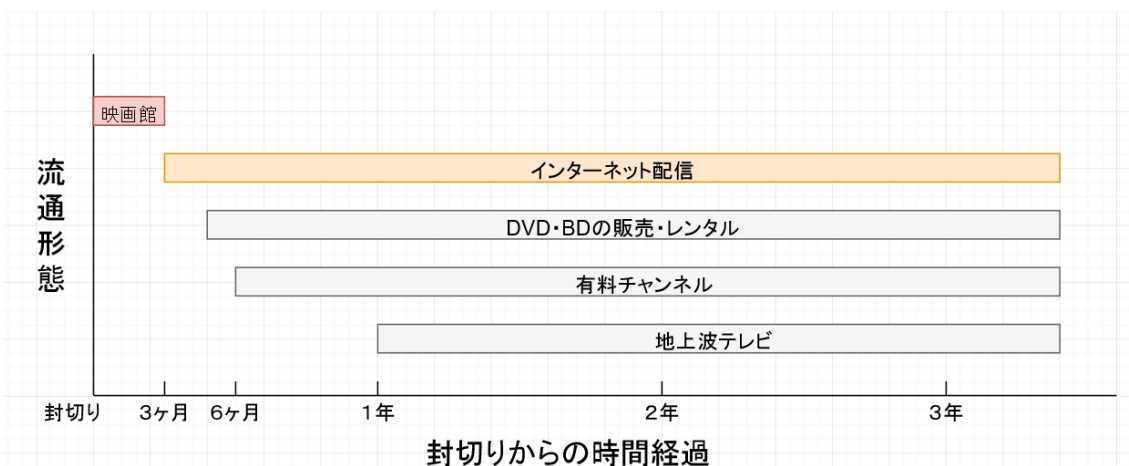 映画館
インターネット配信
DVD・BDの販売・レンタル
有料チャンネル
地上波テレビ
流通形態
封切り 3ヶ月 6ヶ月 1年 2年 3年
封切りからの時間経過